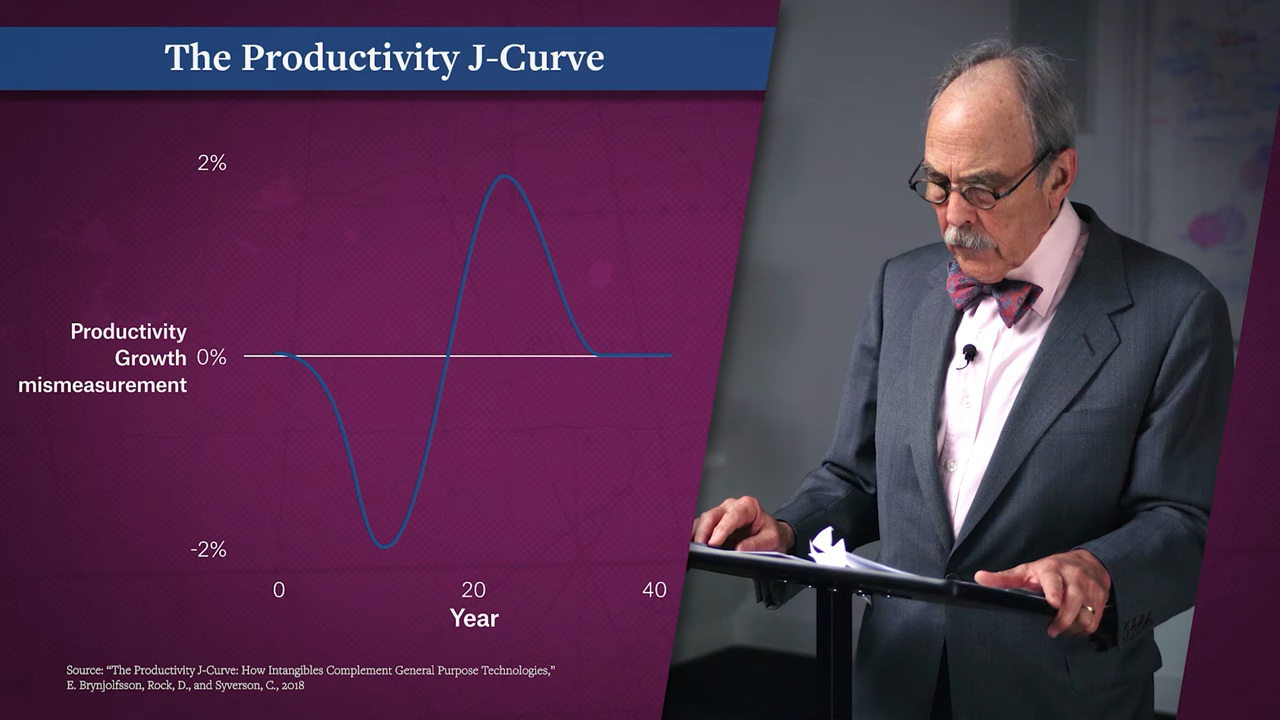 The Productivity J-Curve
2%
Productivity
Growth
mismeasurement
0%
-2%
0 20 40
Year
Source: “The Productivity J-Curve: How Intangibles Complement General Purpose Technologies,”
E. Brynjolfsson, Rock, D., and Syverson, C., 2018